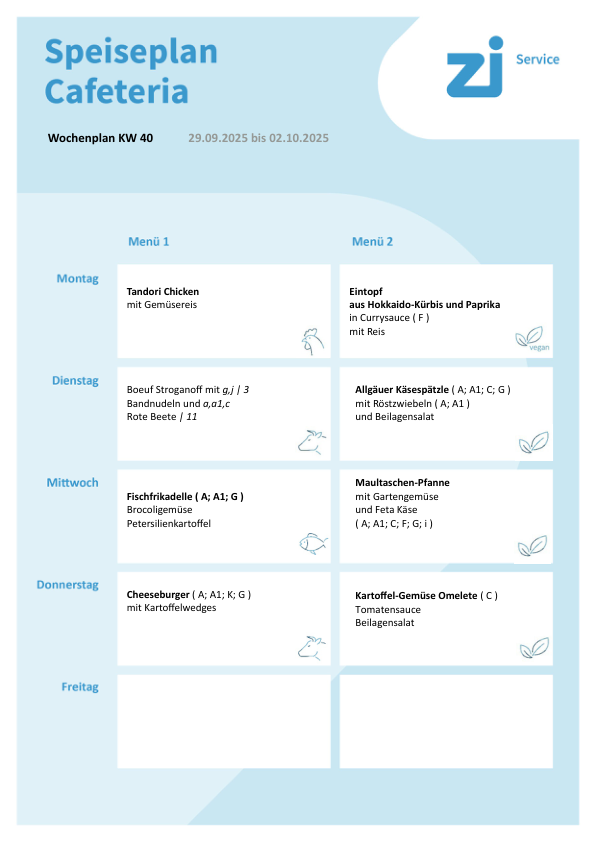 Speiseplan
Cafeteria
zi Service
Wochenplan KW 40 29.09.2025 bis 02.10.2025
Menü 1 Menü 2
Montag
Tandori Chicken
mit Gemüsereis
Eintopf
aus Hokkaido-Kürbis und Paprika
in Currysauce ( F )
mit Reis
vegan
Dienstag
Boeuf Stroganoff mit g,j | 3
Bandnudeln und a,a1,c
Rote Beete | 11
Allgäuer Käsespätzle ( A; A1; C; G )
mit Röstzwiebeln ( A; A1 )
und Beilagensalat
Mittwoch
Fischfrikadelle ( A; A1; G )
Brocoligemüse
Petersilienkartoffel
Maultaschen-Pfanne
mit Gartengemüse
und Feta Käse
( A; A1; C; F; G; i )
Donnerstag
Cheeseburger ( A; A1; K; G )
mit Kartoffelwedges
Kartoffel-Gemüse Omelete ( C )
Tomatensauce
Beilagensalat
Freitag